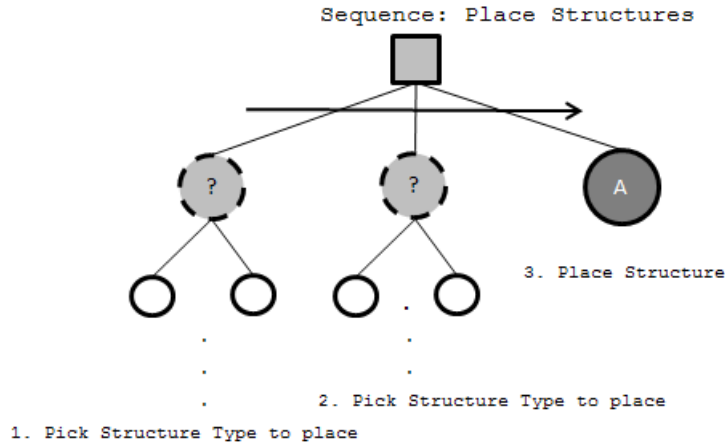 Sequence: Place Structures
?
?
A
3. Place Structure
2. Pick Structure Type to place
1. Pick Structure Type to place